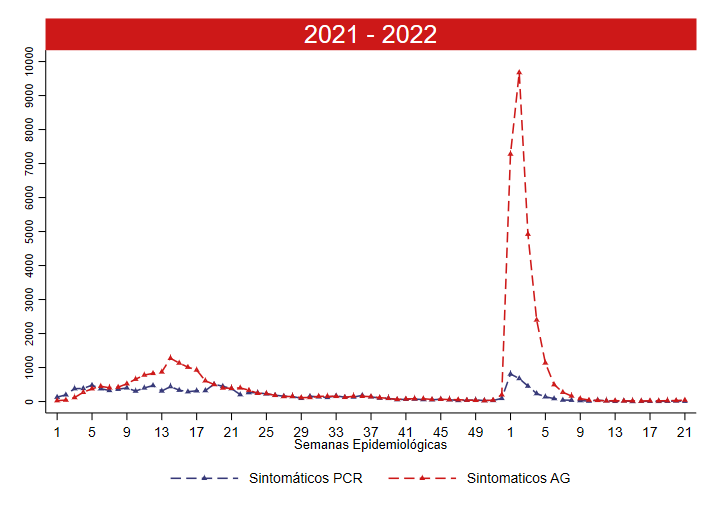 2021 - 2022
10000
9000
8000
7000
6000
5000
4000
3000
2000
1000
0
1 5 9 13 17 21 25 29 33 37 41 45 49 1 5 9 13 17 21
Semanas Epidemiológicas
Sintomáticos PCR Sintomaticos AG